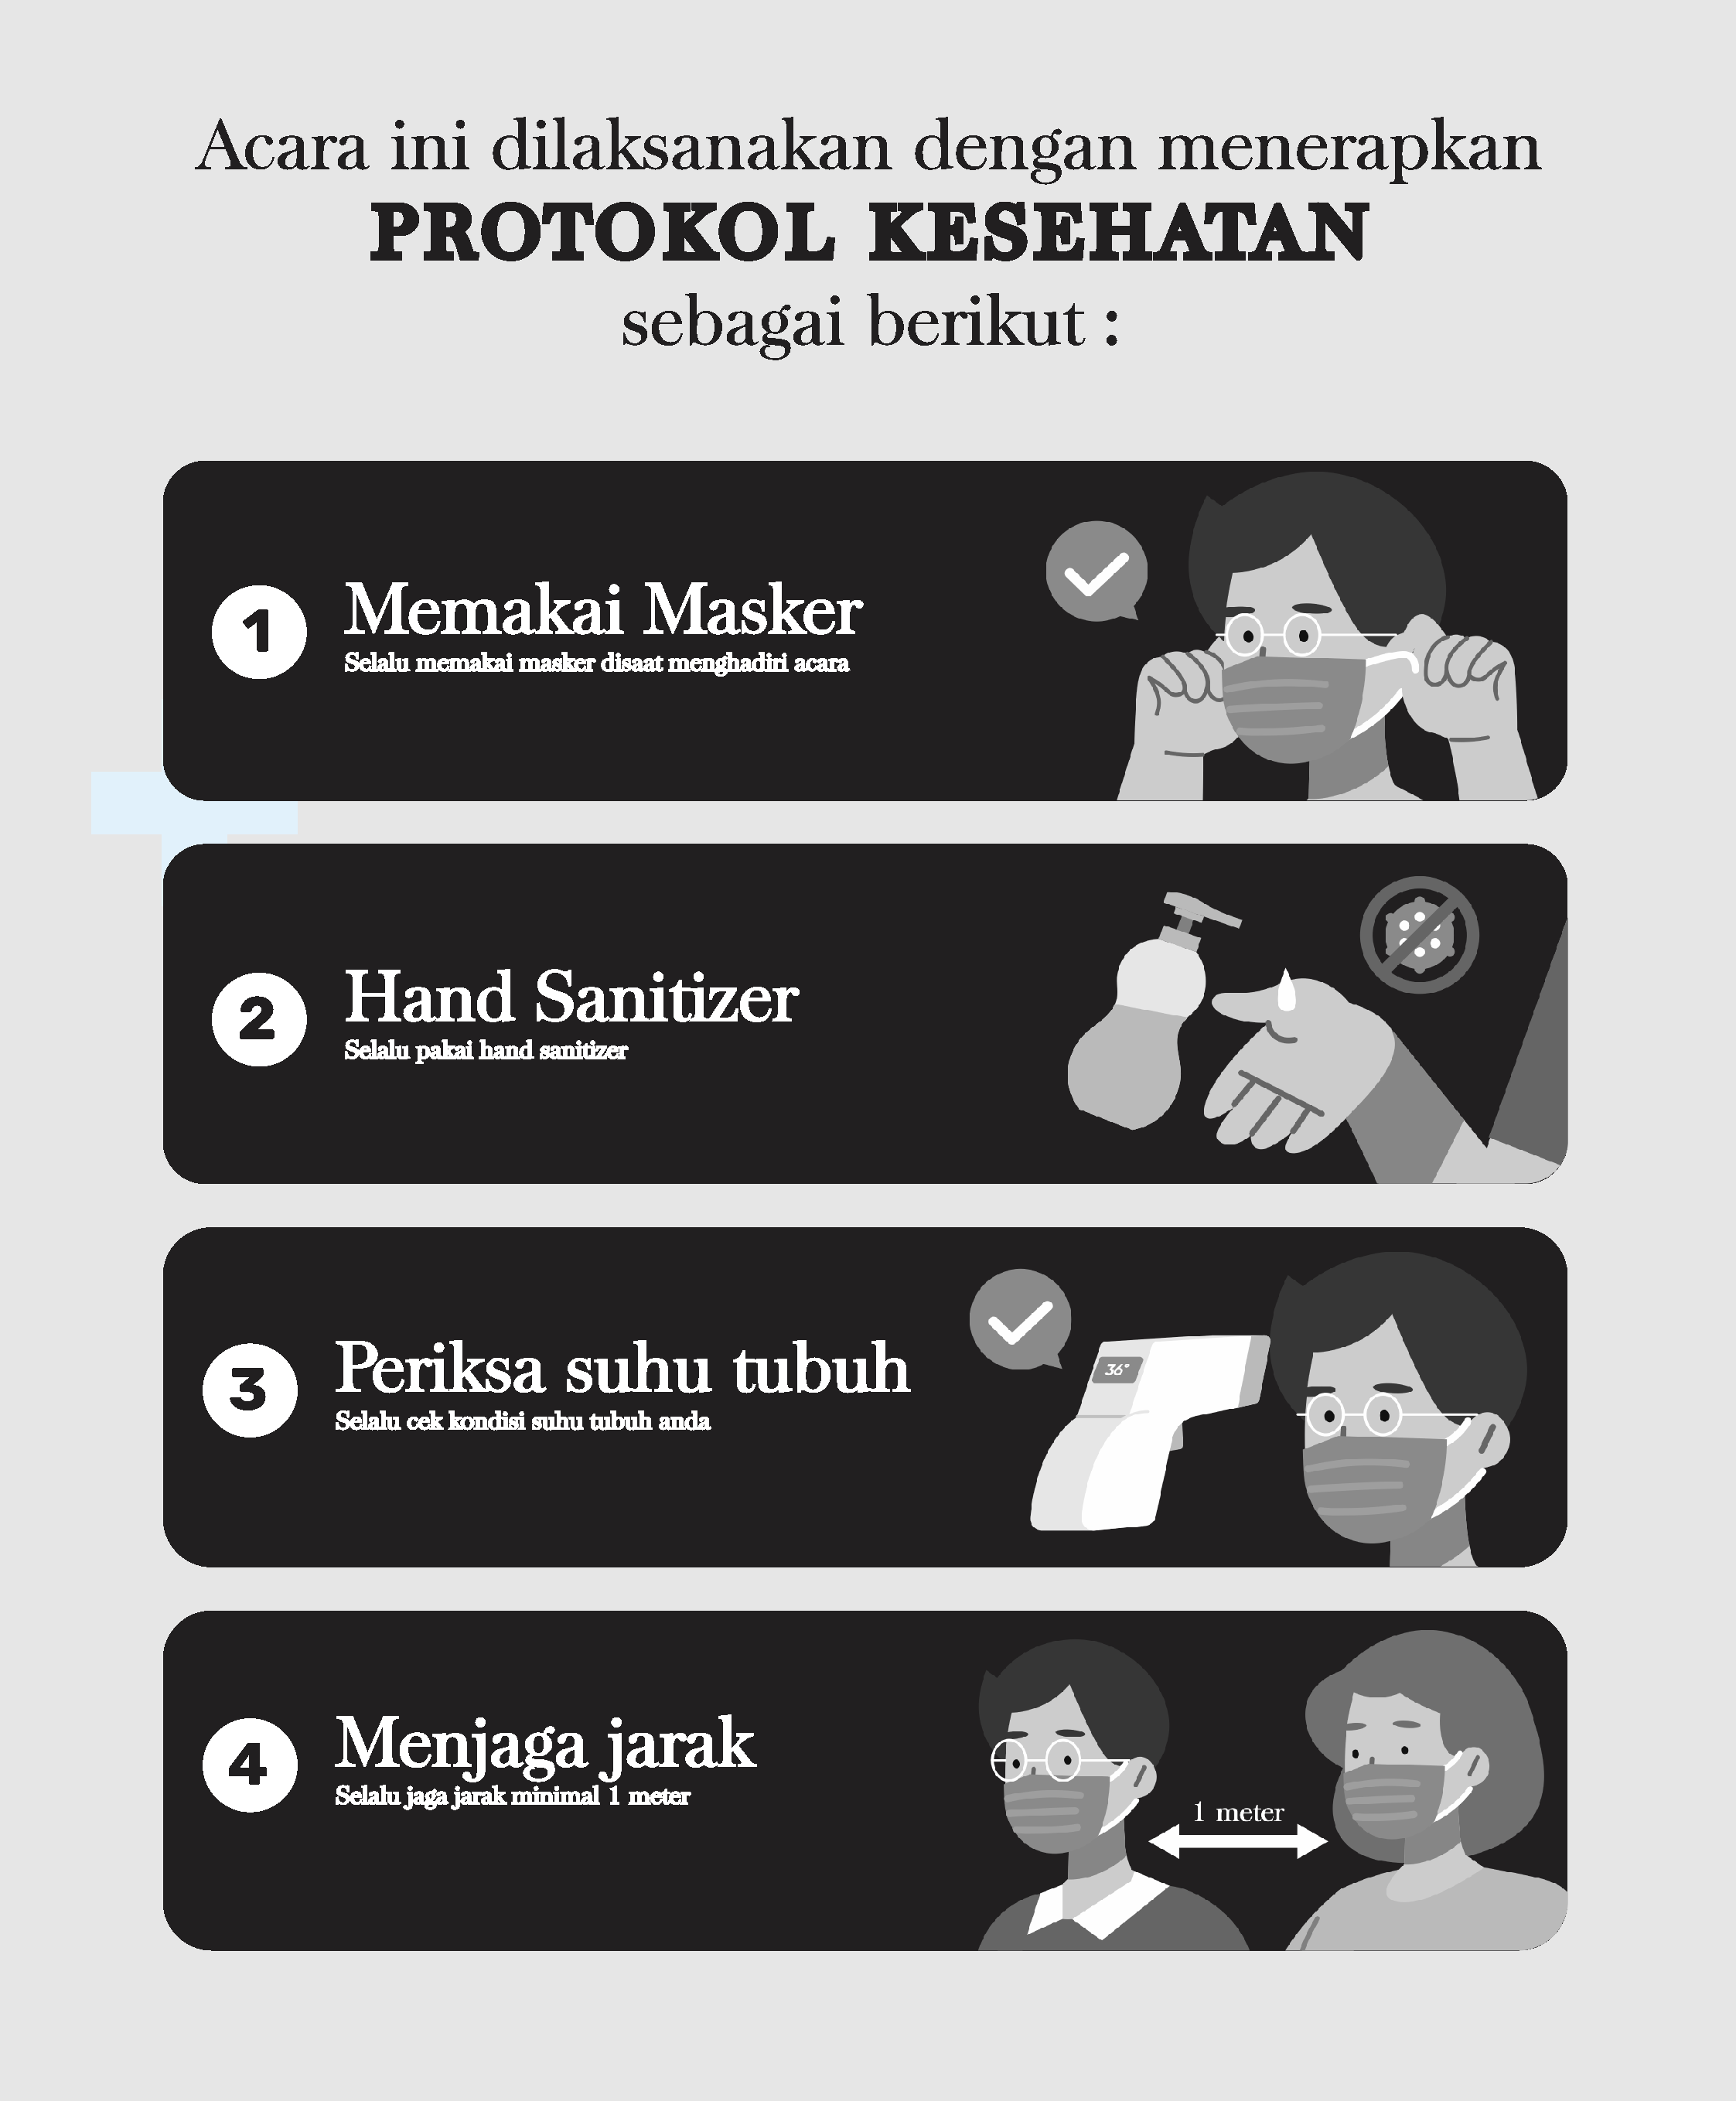 Acara ini dilaksanakan dengan menerapkan
PROTOKOL KESEHATAN
sebagai berikut :
1
Memakai Masker
Selalu memakai masker disaat menghadiri acara
2
Hand Sanitizer
Selalu pakai hand sanitizer
3
Periksa suhu tubuh
Selalu cek kondisi suhu tubuh anda
36°
4
Menjaga jarak
Selalu jaga jarak minimal 1 meter
1 meter